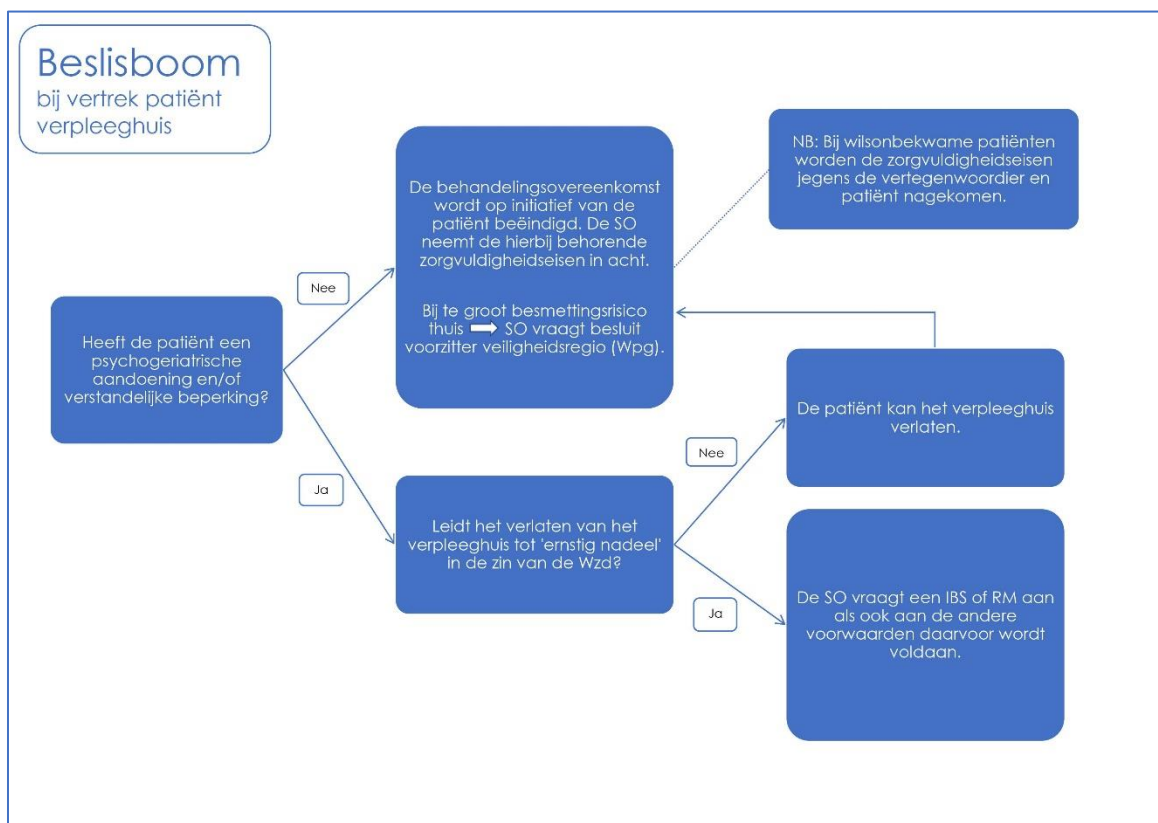 Beslisboom
bij vertrek patiënt
verpleeghuis
Heeft de patiënt een
psychogeriatrische
aandoening en/of
verstandelijke beperking?
Nee
De behandelingsovereenkomst
wordt op initiatief van de
patiënt beëindigd. De SO
neemt de hierbij behorende
zorgvuldigheidseisen in acht.
Bij te groot besmettingsrisico
thuis ⇨ SO vraagt besluit
voorzitter veiligheidsregio (Wpg).
NB: Bij wilsonbekwame patiënten
worden de zorgvuldigheidseisen
jegens de vertegenwoordier en
patiënt nagekomen.
Ja
Leidt het verlaten van het
verpleeghuis tot 'ernstig nadeel'
in de zin van de Wzd?
Nee
De patiënt kan het verpleeghuis
verlaten.
Ja
De SO vraagt een IBS of RM aan
als ook aan de andere
voorwaarden daarvoor wordt
voldaan.